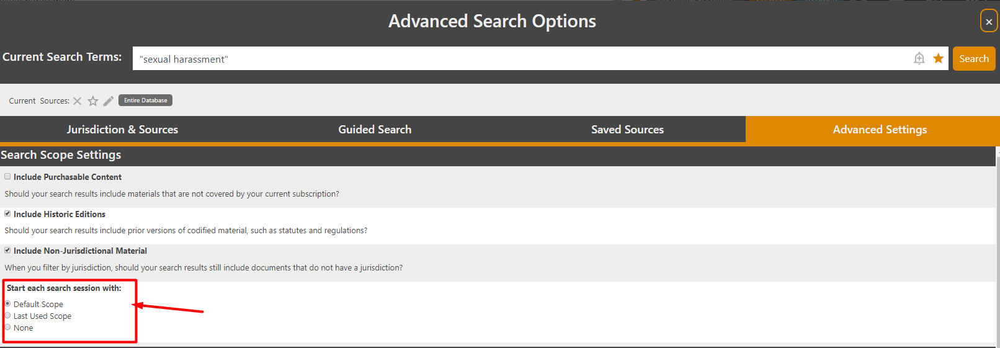 Advanced Search Options
Current Search Terms: "sexual harassment" Search
Current Sources: Entire Database
Jurisdiction & Sources Guided Search Saved Sources Advanced Settings
Search Scope Settings
Include Purchasable Content
Should your search results include materials that are not covered by your current subscription?
Include Historic Editions
Should your search results include prior versions of codified material, such as statutes and regulations?
Include Non-Jurisdictional Material
When you filter by jurisdiction, should your search results still include documents that do not have a jurisdiction?
Start each search session with:
Default Scope
Last Used Scope
None